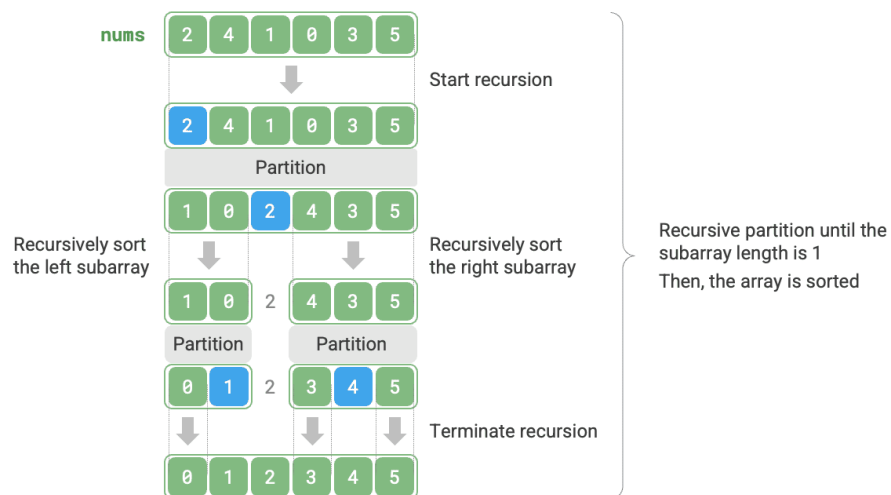 nums 2 4 1 0 3 5
Start recursion
2 4 1 0 3 5
Partition
1 0 2 4 3 5
Recursively sort
the left subarray
Recursively sort
the right subarray
1 0 2 4 3 5
Partition Partition
0 1 2 3 4 5
Terminate recursion
0 1 2 3 4 5
Recursive partition until the
subarray length is 1
Then, the array is sorted